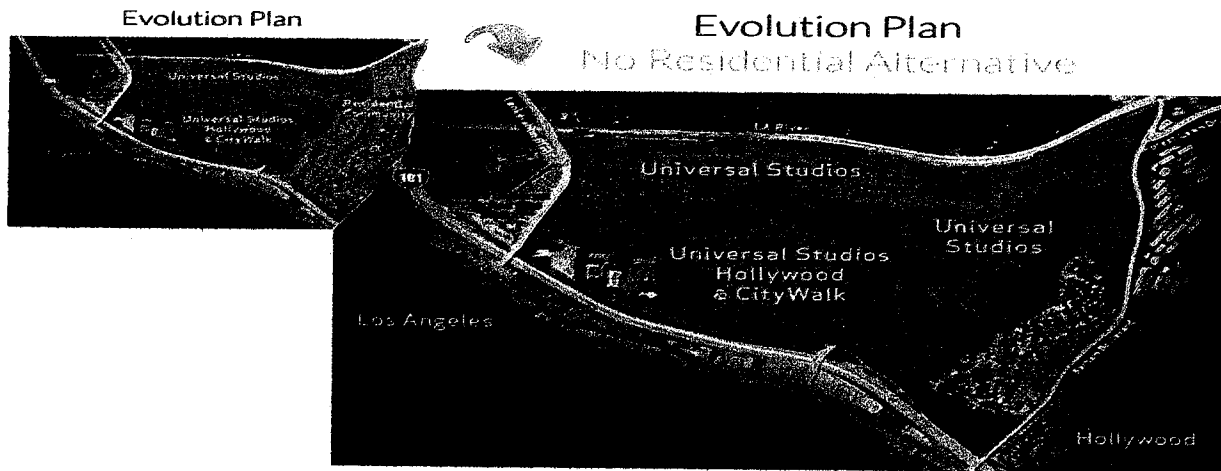 Evolution Plan
Universal Studios
Universal Studios
Hollywood
@ CityWalk
Evolution Plan
No Residential Alternative
101
LA River
Universal Studios
Universal
Studios
Universal Studios
Hollywood
@ CityWalk
Los Angeles
Hollywood